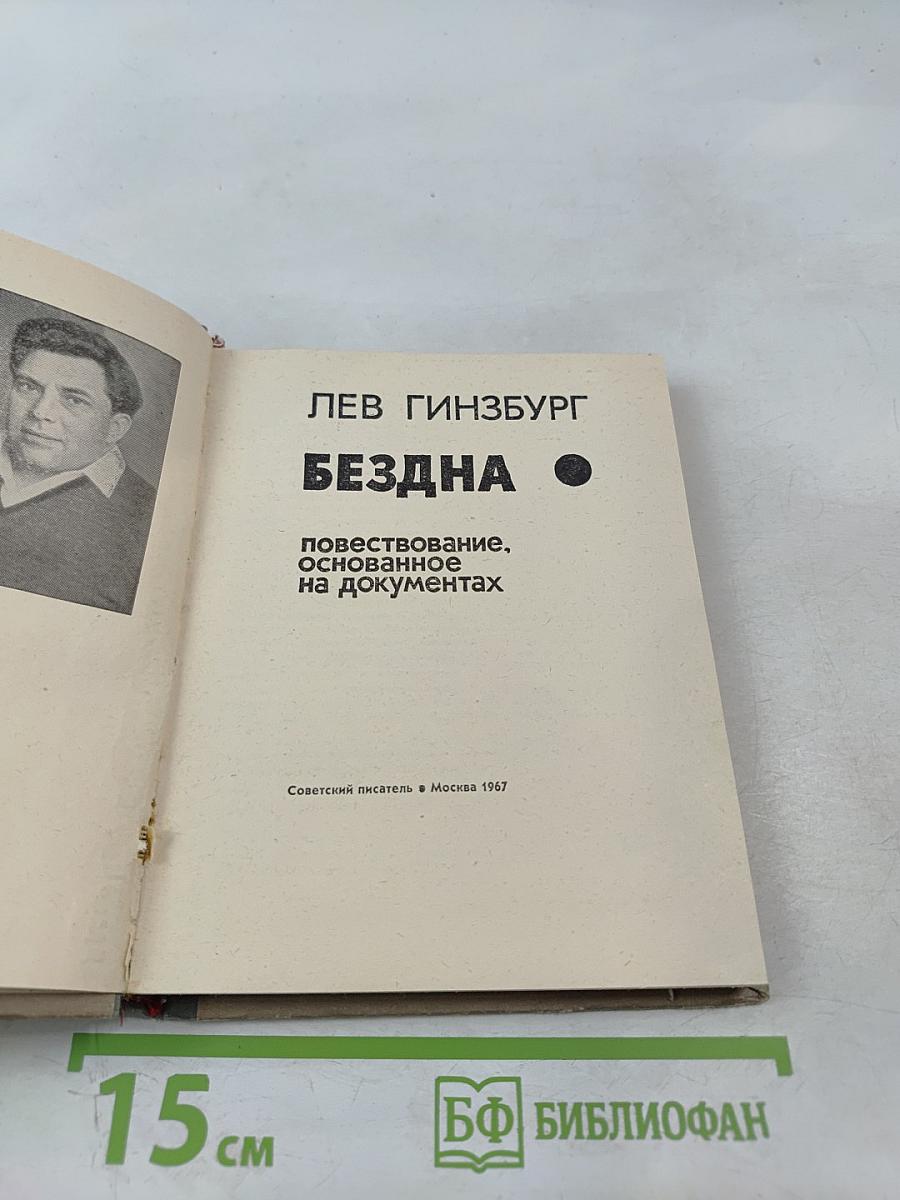 ЛЕВ ГИНЗБУРГ
БЕЗДНА
повествование,
основанное
на документах
Советский писатель • Москва 1967
15 см
БФ БИБЛИОФАН